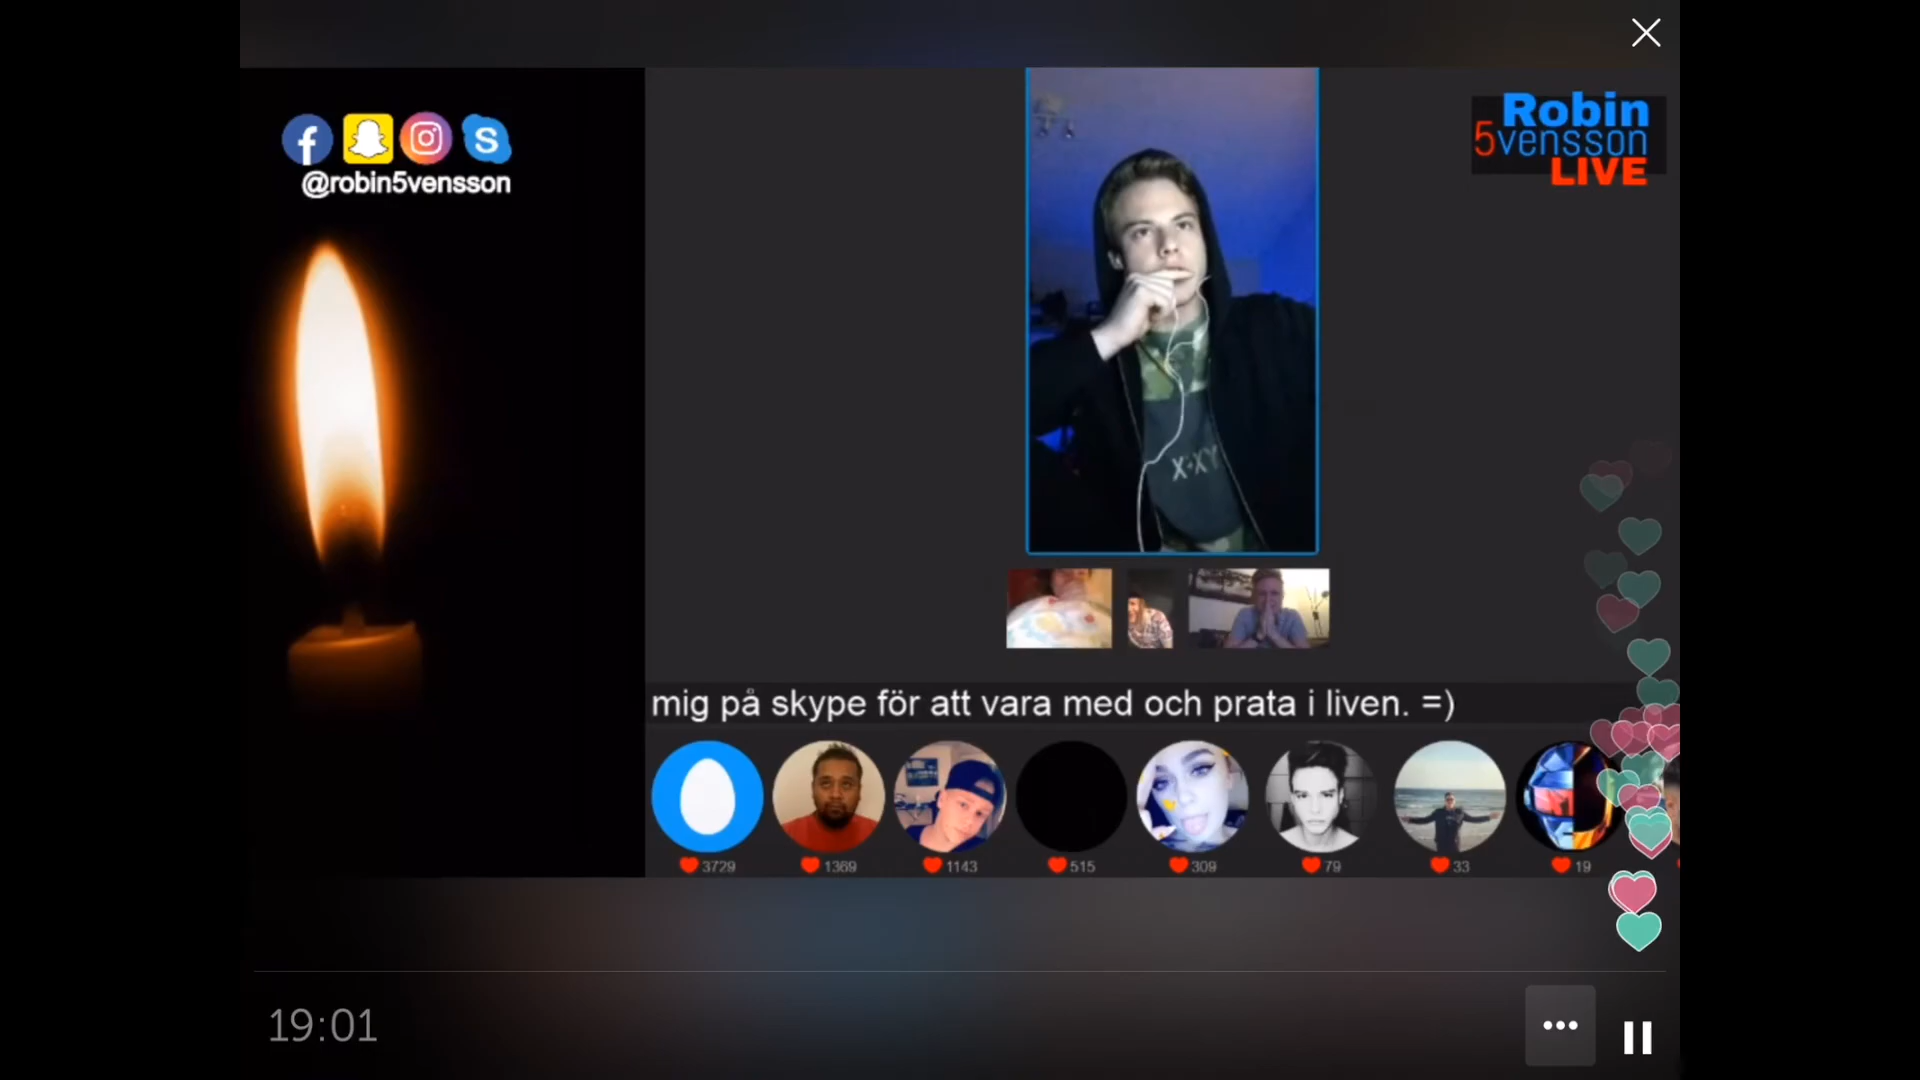 @robin5vensson
Robin
5vensson
LIVE
X+XY
mig på skype för att vara med och prata i liven. =)
3729
1369
1143
515
309
79
33
19
19:01